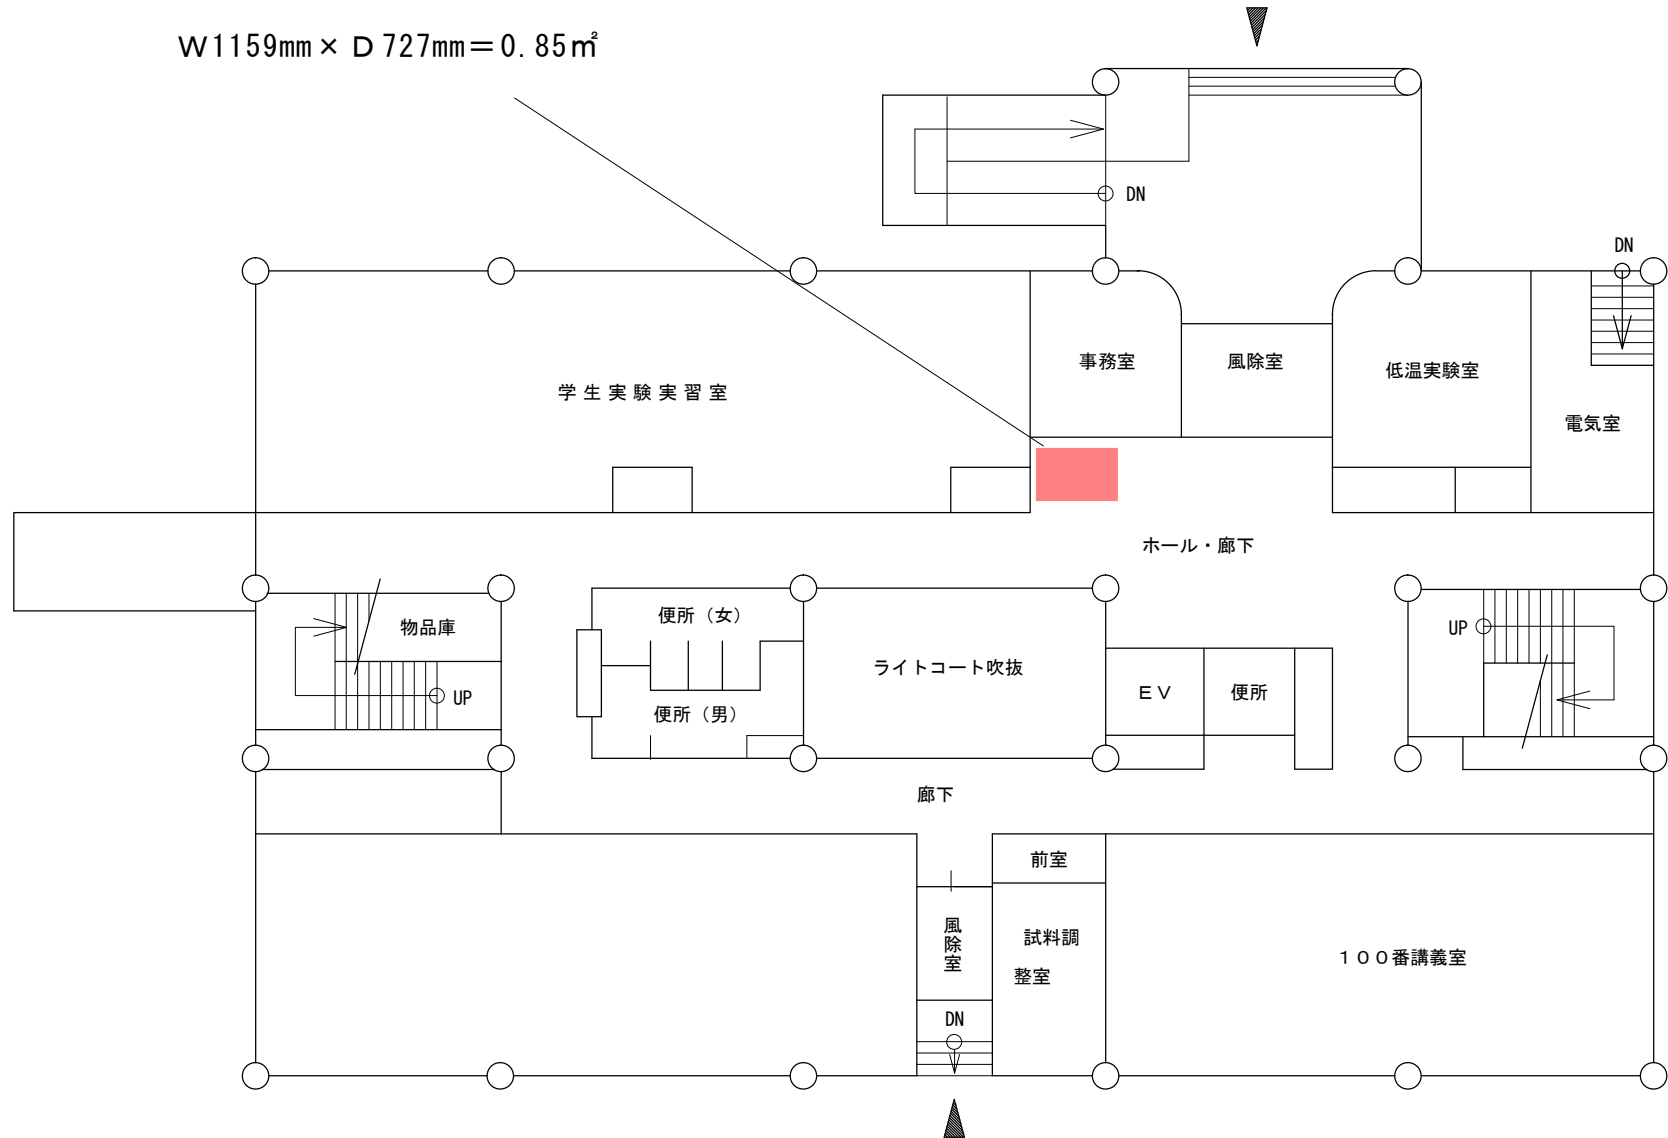 Ｗ1159mm×Ｄ727mm＝0.85㎡
DN
DN
事務室
風除室
低温実験室
学生実験実習室
電気室
ホール・廊下
便所（女）
物品庫
UP
ライトコート吹抜
ＥＶ
便所
UP
便所（男）
廊下
前室
風除室
試料調
整室
１００番講義室
DN